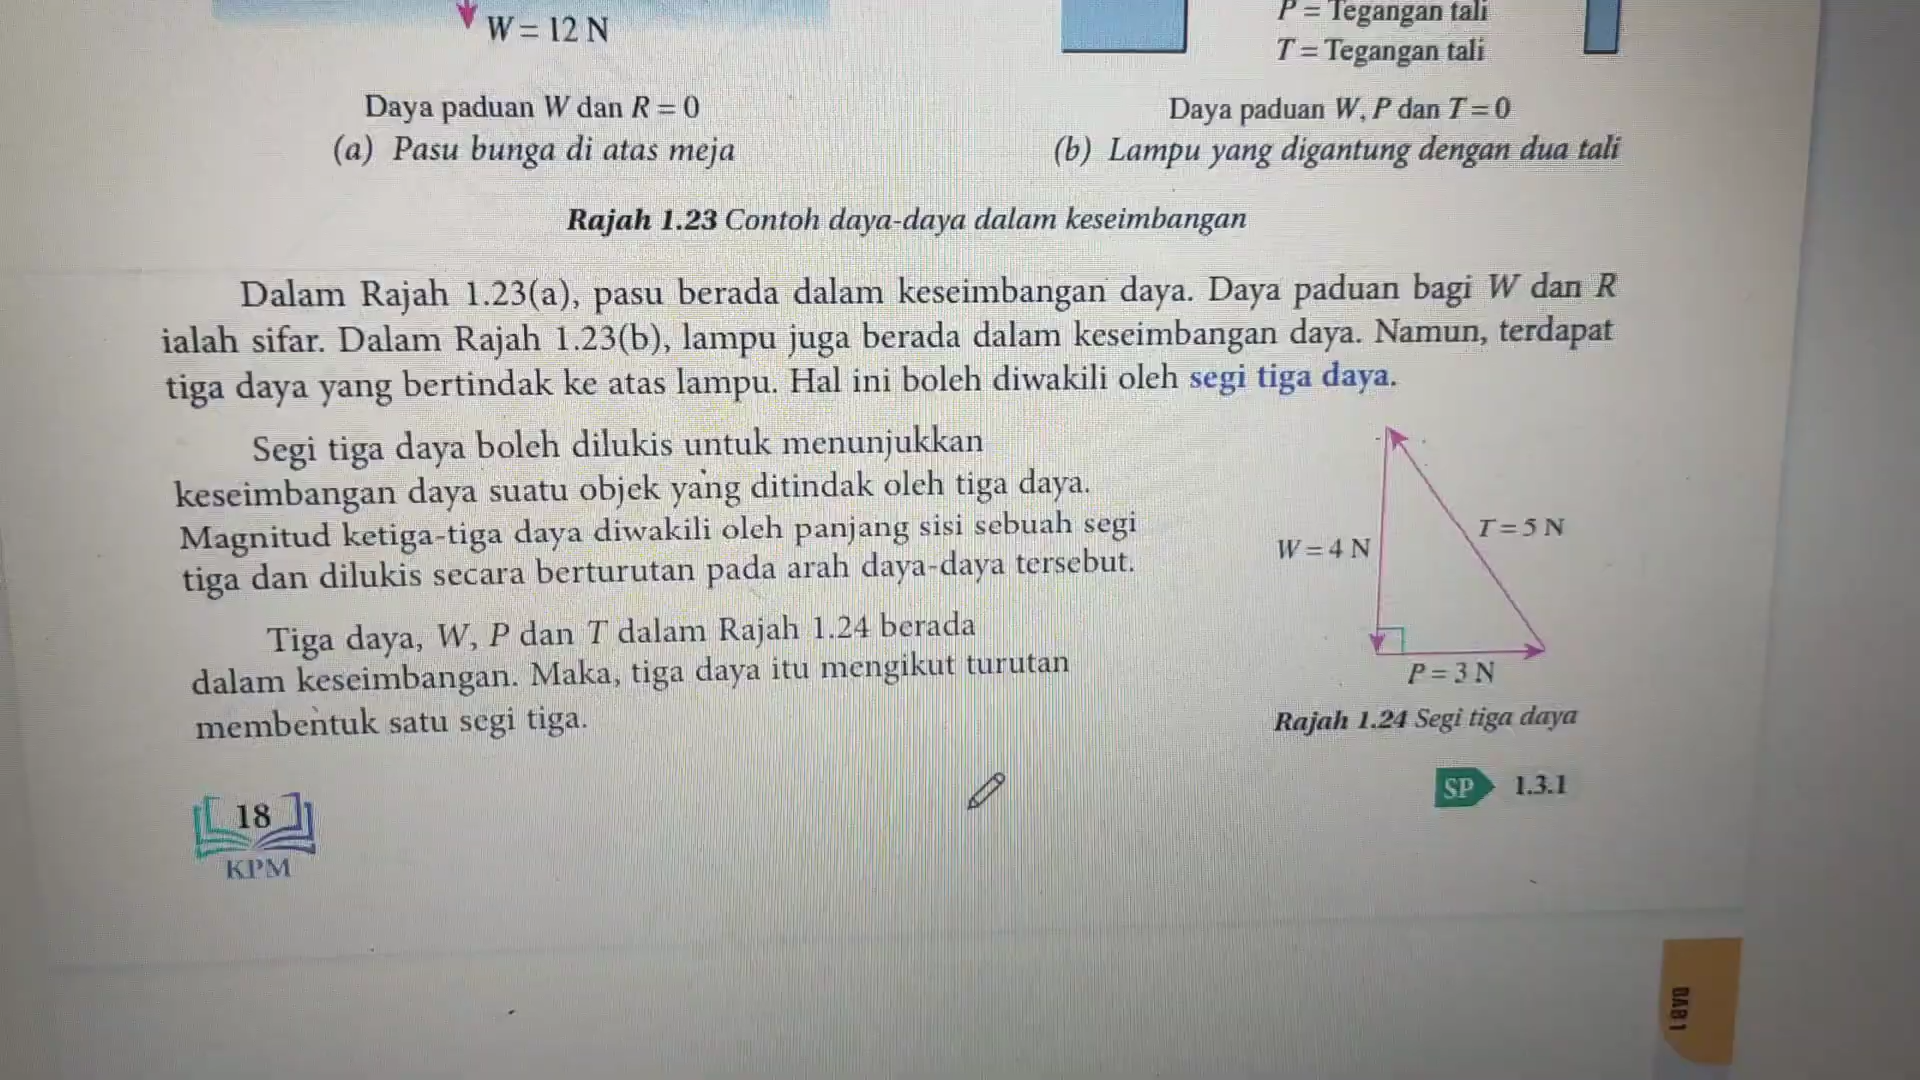 W = 12 N
P = Tegangan tali
T = Tegangan tali
Daya paduan W dan R = 0
(a) Pasu bunga di atas meja
Daya paduan W, P dan T = 0
(b) Lampu yang digantung dengan dua tali
Rajah 1.23 Contoh daya-daya dalam keseimbangan
Dalam Rajah 1.23(a), pasu berada dalam keseimbangan daya. Daya paduan bagi W dan R
ialah sifar. Dalam Rajah 1.23(b), lampu juga berada dalam keseimbangan daya. Namun, terdapat
tiga daya yang bertindak ke atas lampu. Hal ini boleh diwakili oleh segi tiga daya.
Segi tiga daya boleh dilukis untuk menunjukkan
keseimbangan daya suatu objek yang ditindak oleh tiga daya.
Magnitud ketiga-tiga daya diwakili oleh panjang sisi sebuah segi
tiga dan dilukis secara berturutan pada arah daya-daya tersebut.
Tiga daya, W, P dan T dalam Rajah 1.24 berada
dalam keseimbangan. Maka, tiga daya itu mengikut turutan
membentuk satu segi tiga.
W = 4 N
T = 5 N
P = 3 N
Rajah 1.24 Segi tiga daya
SP 1.3.1
18
KPM
BAB 1